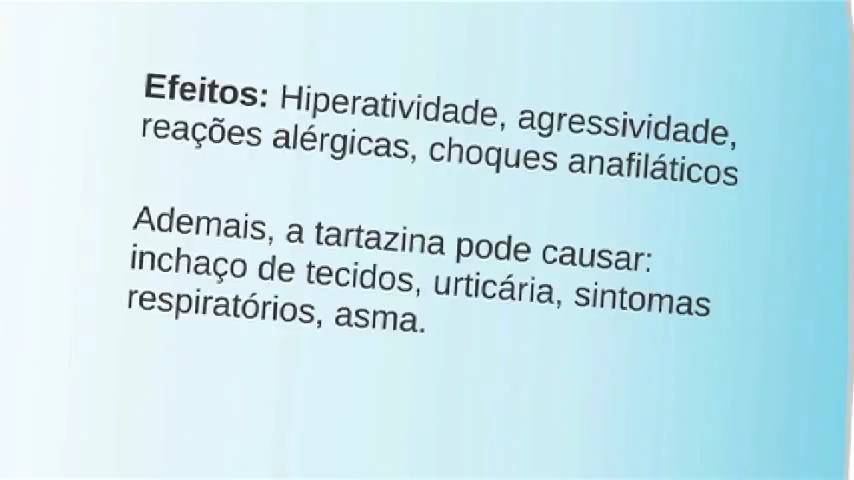 Efeitos: Hiperatividade, agressividade,
reações alérgicas, choques anafiláticos
Ademais, a tartazina pode causar:
inchaço de tecidos, urticária, sintomas
respiratórios, asma.